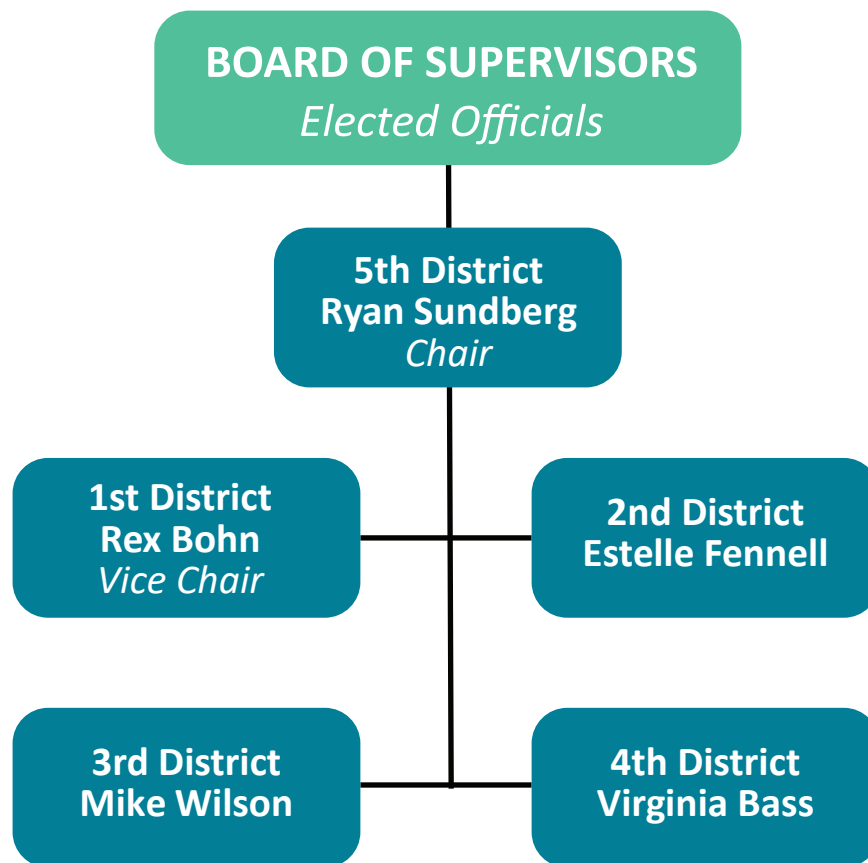 BOARD OF SUPERVISORS
Elected Officials
5th District
Ryan Sundberg
Chair
1st District
Rex Bohn
Vice Chair
2nd District
Estelle Fennell
3rd District
Mike Wilson
4th District
Virginia Bass